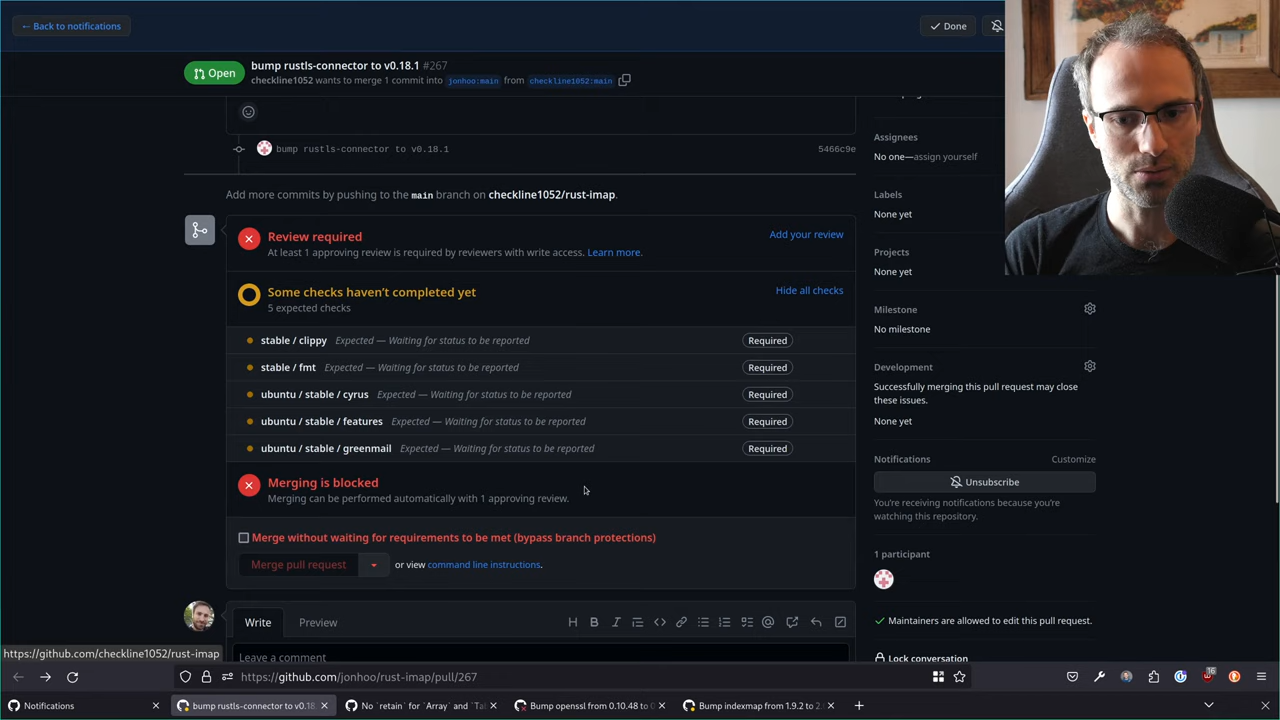 ← Back to notifications
Done
Open
bump rustls-connector to v0.18.1 #267
checkline1052 wants to merge 1 commit into jonhoo:main from checkline1052:main
Assignees
No one—assign yourself
bump rustls-connector to v0.18.1
5466c9e
Labels
None yet
Add more commits by pushing to the main branch on checkline1052/rust-imap.
Review required
Add your review
At least 1 approving review is required by reviewers with write access. Learn more.
Projects
None yet
Some checks haven't completed yet
Hide all checks
5 expected checks
Milestone
No milestone
stable / clippy Expected — Waiting for status to be reported Required
stable / fmt Expected — Waiting for status to be reported Required
ubuntu / stable / cyrus Expected — Waiting for status to be reported Required
ubuntu / stable / features Expected — Waiting for status to be reported Required
ubuntu / stable / greenmail Expected — Waiting for status to be reported Required
Development
Successfully merging this pull request may close
these issues.
None yet
Merging is blocked
Merging can be performed automatically with 1 approving review.
Notifications
Customize
Unsubscribe
You're receiving notifications because you're
watching this repository.
Merge without waiting for requirements to be met (bypass branch protections)
Merge pull request
or view command line instructions.
1 participant
Write
Preview
Maintainers are allowed to edit this pull request.
Leave a comment
Lock conversation
https://github.com/checkline1052/rust-imap
https://github.com/jonhoo/rust-imap/pull/267
16
Notifications
bump rustls-connector to v0.18
No `retain` for `Array` and `Tal
Bump openssl from 0.10.48 to 0
Bump indexmap from 1.9.2 to 2.